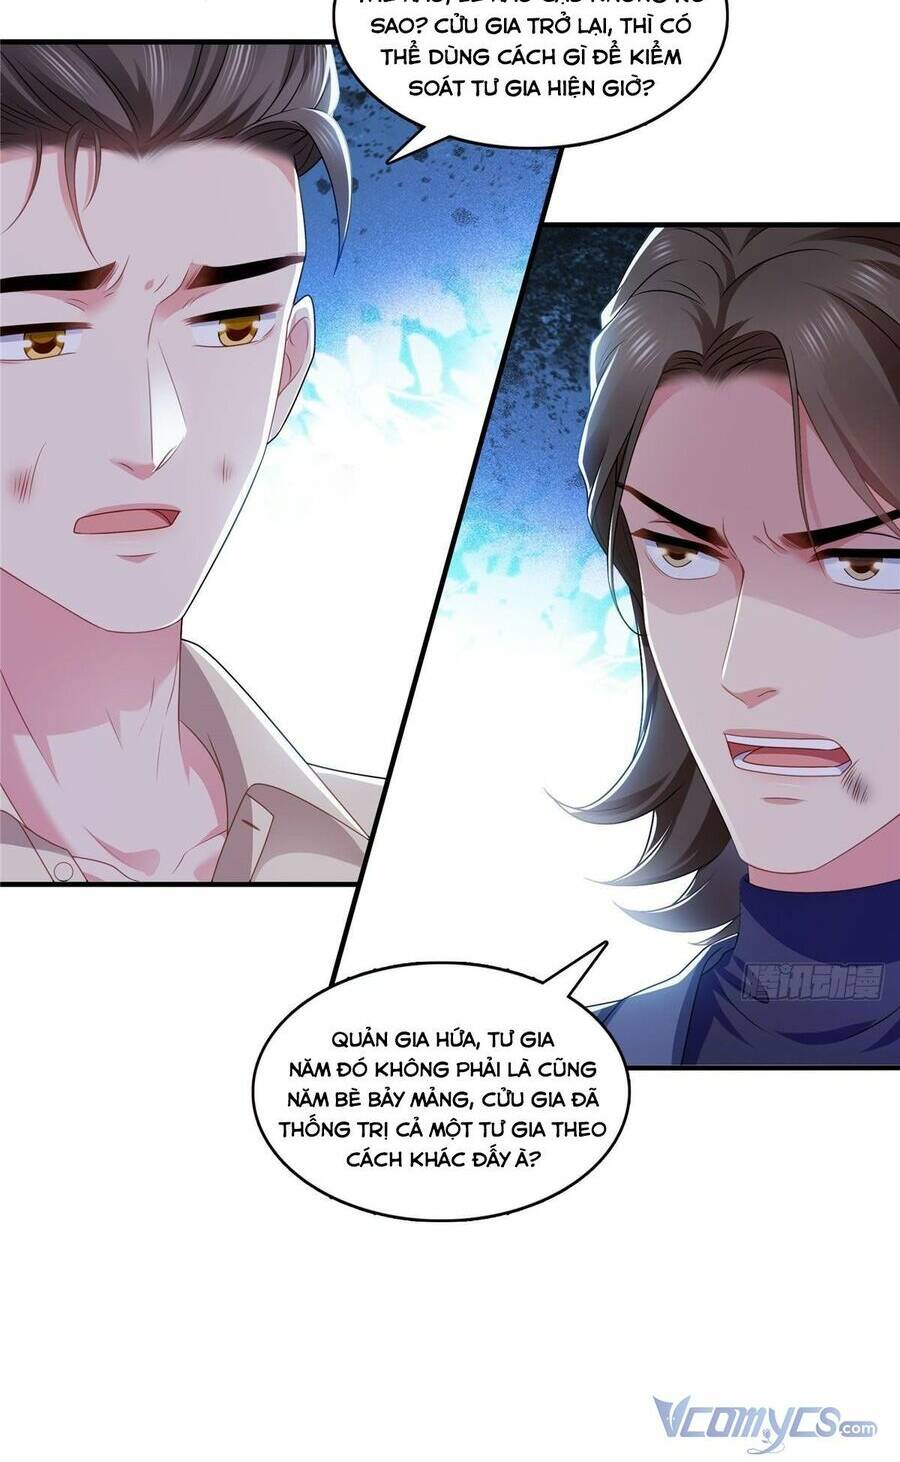 SAO? CỬU GIA TRỞ LẠI, THÌ CÓ
THỂ DÙNG CÁCH GÌ ĐỂ KIỂM
SOÁT TƯ GIA HIỆN GIỜ?
腾讯动漫
QUẢN GIA HỨA, TƯ GIA
NĂM ĐÓ KHÔNG PHẢI LÀ CŨNG
NĂM BÈ BẢY MẢNG, CỬU GIA ĐÃ
THỐNG TRỊ CẢ MỘT TƯ GIA THEO
CÁCH KHÁC ĐẤY À?
Vcomycs.com